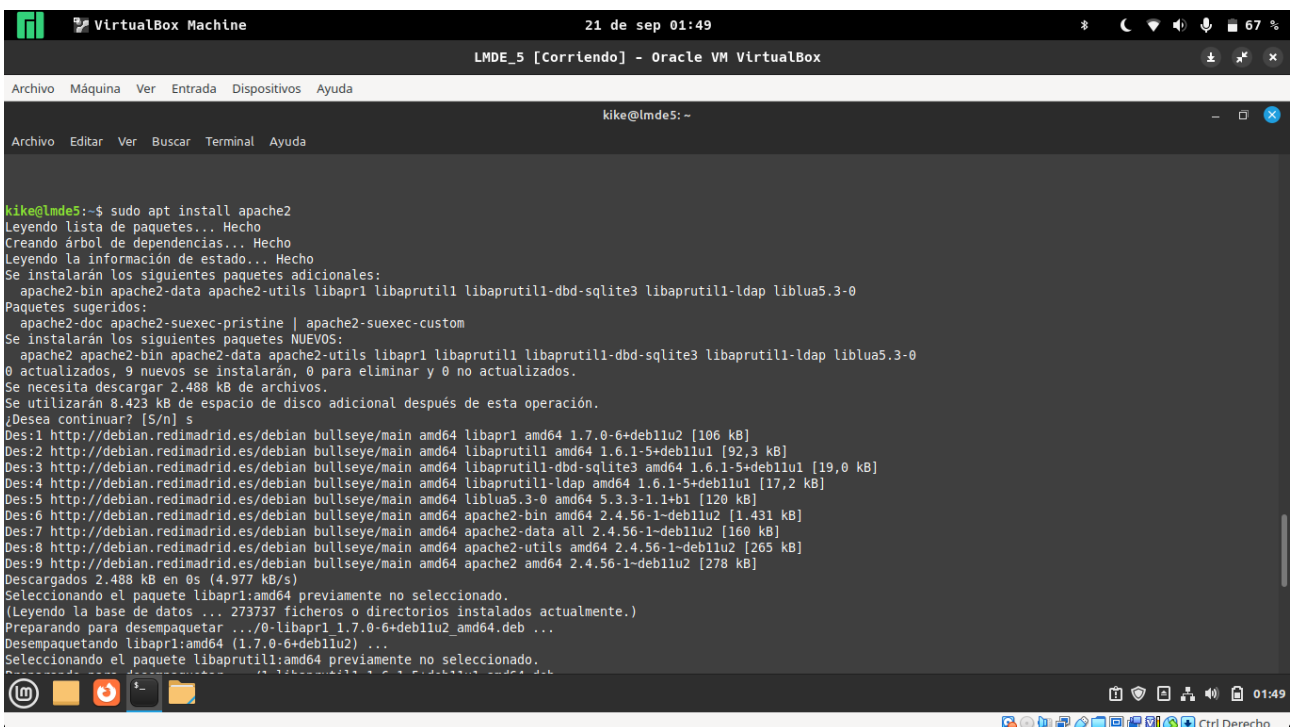 VirtualBox Machine 21 de sep 01:49 67 %
LMDE_5 [Corriendo] - Oracle VM VirtualBox
Archivo Máquina Ver Entrada Dispositivos Ayuda
kike@lmde5: ~
Archivo Editar Ver Buscar Terminal Ayuda
kike@lmde5:~$ sudo apt install apache2
Leyendo lista de paquetes... Hecho
Creando árbol de dependencias... Hecho
Leyendo la información de estado... Hecho
Se instalarán los siguientes paquetes adicionales:
apache2-bin apache2-data apache2-utils libapr1 libaprutil1 libaprutil1-dbd-sqlite3 libaprutil1-ldap liblua5.3-0
Paquetes sugeridos:
apache2-doc apache2-suexec-pristine | apache2-suexec-custom
Se instalarán los siguientes paquetes NUEVOS:
apache2 apache2-bin apache2-data apache2-utils libapr1 libaprutil1 libaprutil1-dbd-sqlite3 libaprutil1-ldap liblua5.3-0
0 actualizados, 9 nuevos se instalarán, 0 para eliminar y 0 no actualizados.
Se necesita descargar 2.488 kB de archivos.
Se utilizarán 8.423 kB de espacio de disco adicional después de esta operación.
¿Desea continuar? [S/n] s
Des:1 http://debian.redimadrid.es/debian bullseye/main amd64 libapr1 amd64 1.7.0-6+deb11u2 [106 kB]
Des:2 http://debian.redimadrid.es/debian bullseye/main amd64 libaprutil1 amd64 1.6.1-5+deb11u1 [92,3 kB]
Des:3 http://debian.redimadrid.es/debian bullseye/main amd64 libaprutil1-dbd-sqlite3 amd64 1.6.1-5+deb11u1 [19,0 kB]
Des:4 http://debian.redimadrid.es/debian bullseye/main amd64 libaprutil1-ldap amd64 1.6.1-5+deb11u1 [17,2 kB]
Des:5 http://debian.redimadrid.es/debian bullseye/main amd64 liblua5.3-0 amd64 5.3.3-1.1+b1 [120 kB]
Des:6 http://debian.redimadrid.es/debian bullseye/main amd64 apache2-bin amd64 2.4.56-1~deb11u2 [1.431 kB]
Des:7 http://debian.redimadrid.es/debian bullseye/main amd64 apache2-data all 2.4.56-1~deb11u2 [160 kB]
Des:8 http://debian.redimadrid.es/debian bullseye/main amd64 apache2-utils amd64 2.4.56-1~deb11u2 [265 kB]
Des:9 http://debian.redimadrid.es/debian bullseye/main amd64 apache2 amd64 2.4.56-1~deb11u2 [278 kB]
Descargados 2.488 kB en 0s (4.977 kB/s)
Seleccionando el paquete libapr1:amd64 previamente no seleccionado.
(Leyendo la base de datos ... 273737 ficheros o directorios instalados actualmente.)
Preparando para desempaquetar .../0-libapr1_1.7.0-6+deb11u2_amd64.deb ...
Desempaquetando libapr1:amd64 (1.7.0-6+deb11u2) ...
Seleccionando el paquete libaprutil1:amd64 previamente no seleccionado.
01:49
Ctrl Derecho